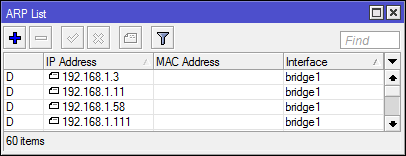 ARP List
Find
IP Address MAC Address Interface
D 192.168.1.3 bridge1
D 192.168.1.11 bridge1
D 192.168.1.58 bridge1
D 192.168.1.111 bridge1
60 items